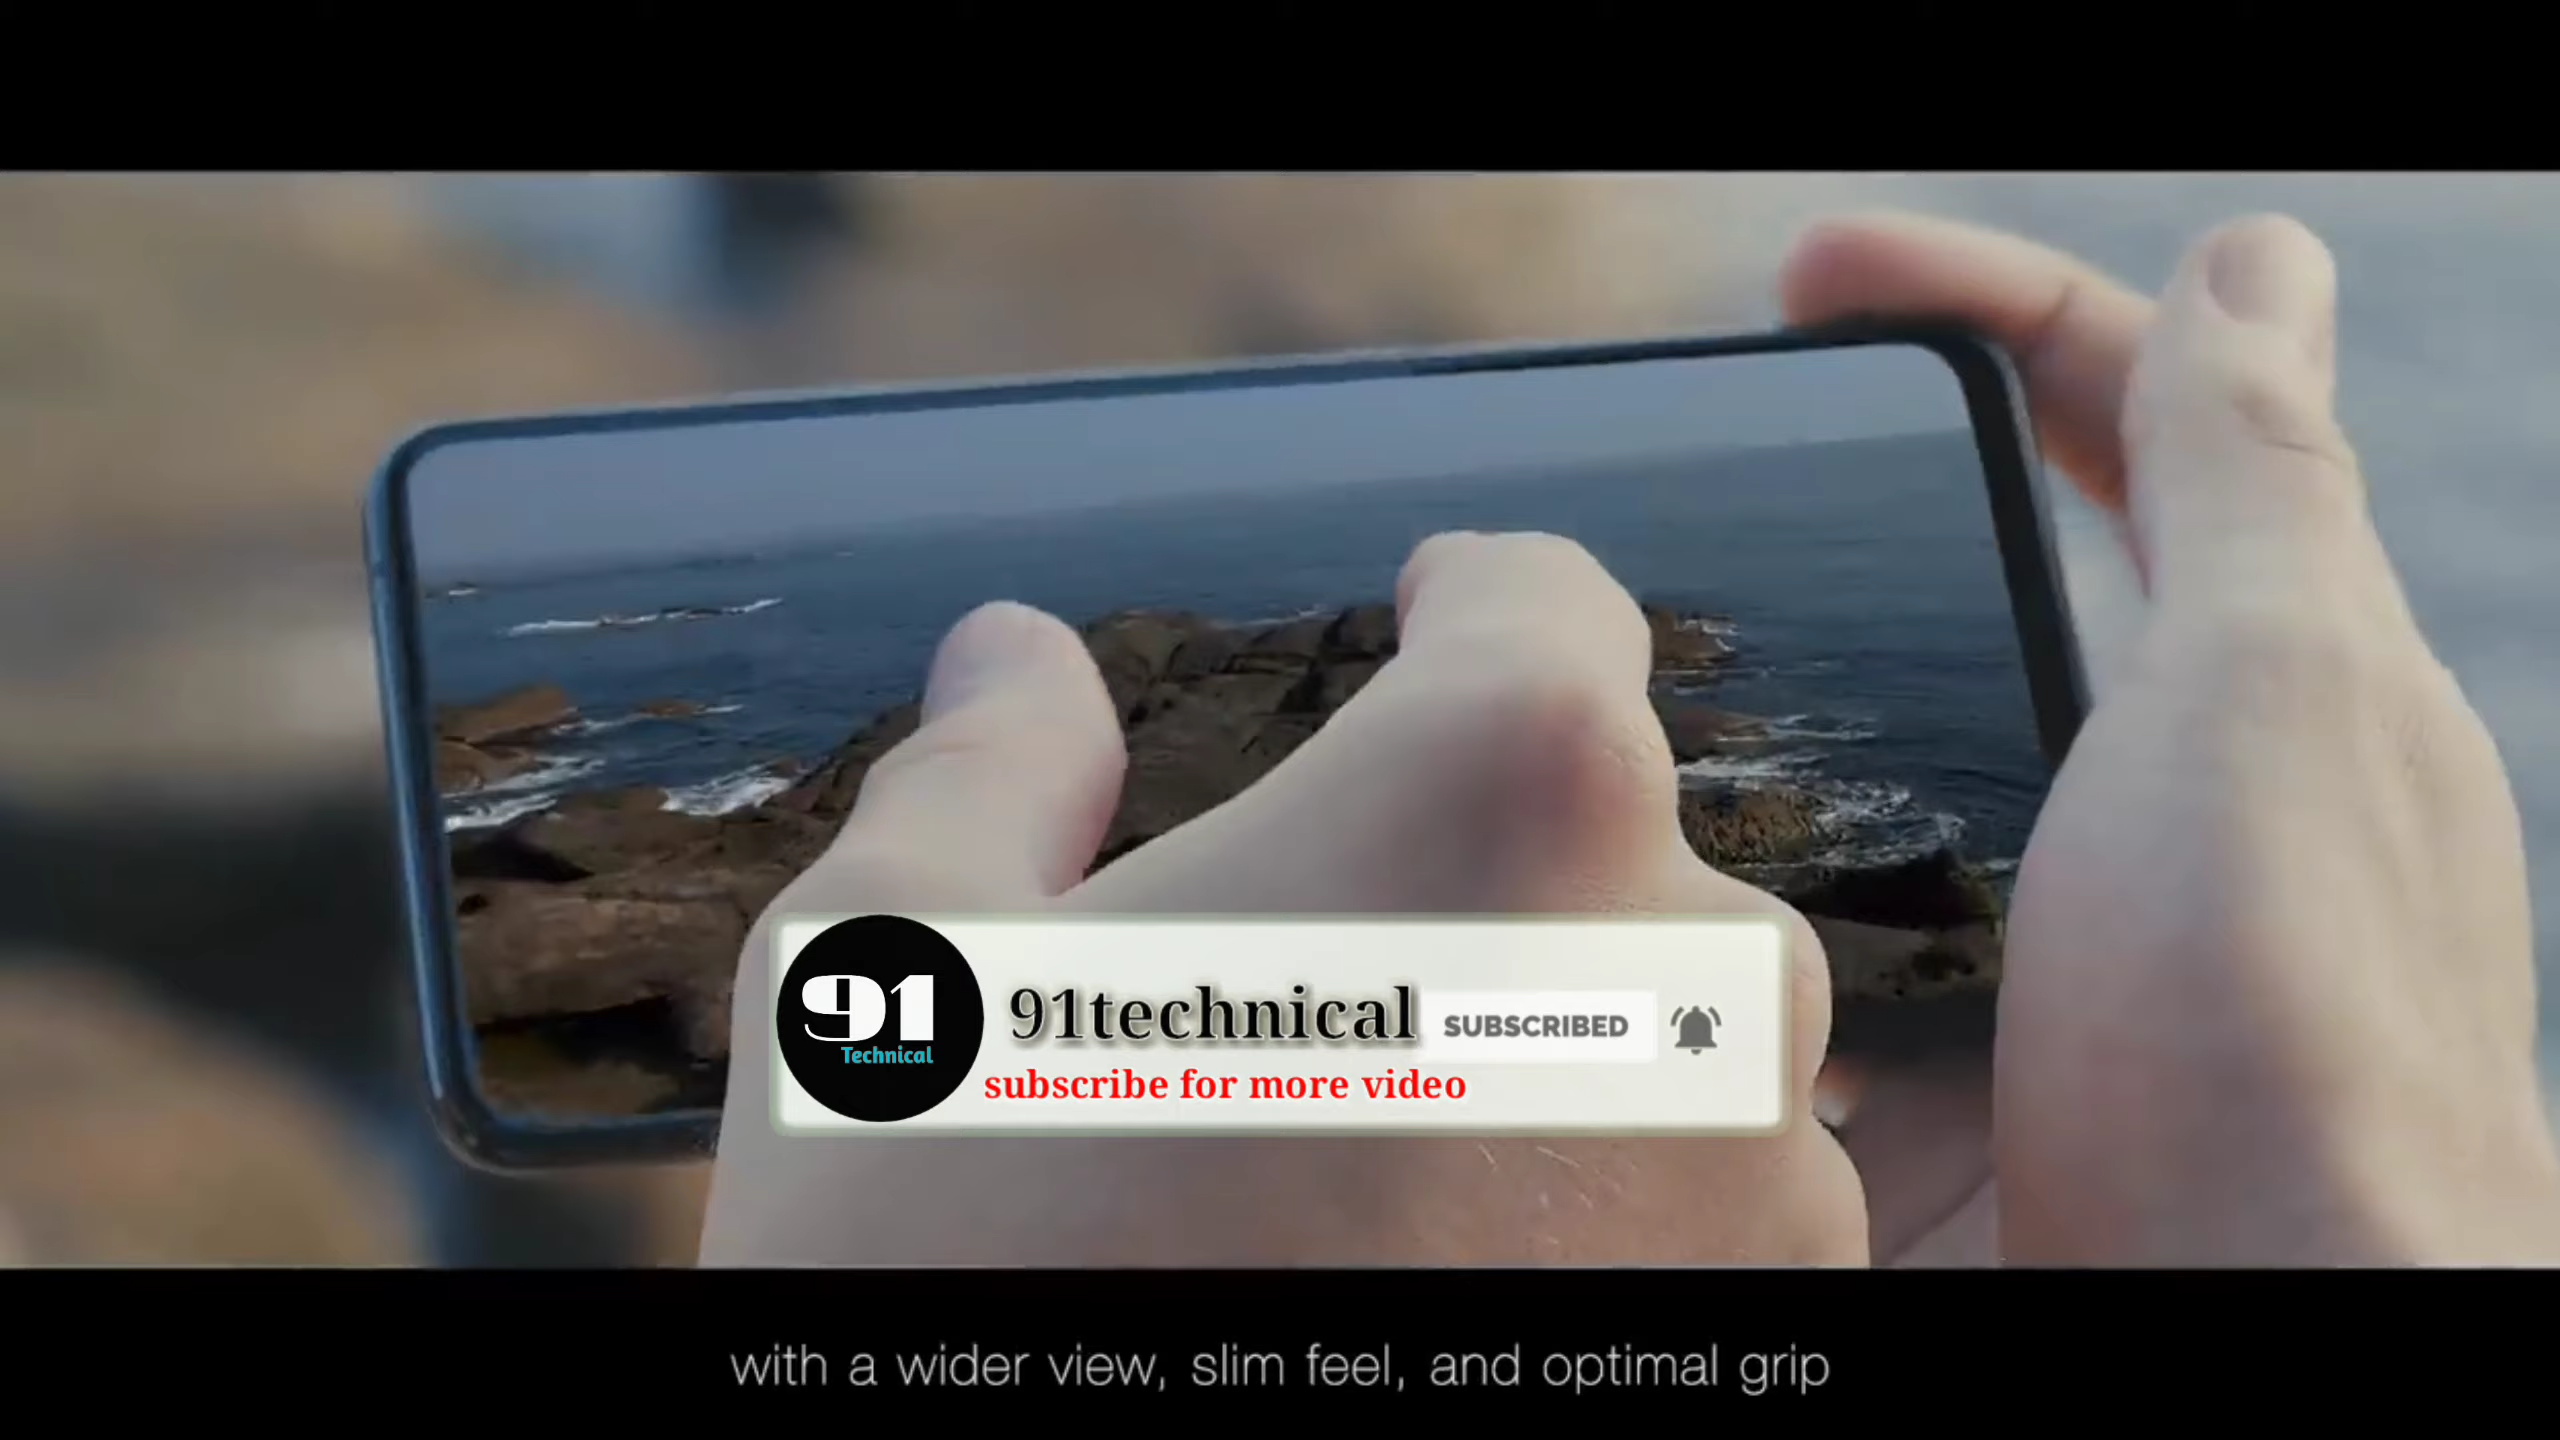 91
Technical
91technical
SUBSCRIBED
subscribe for more video
with a wider view, slim feel, and optimal grip